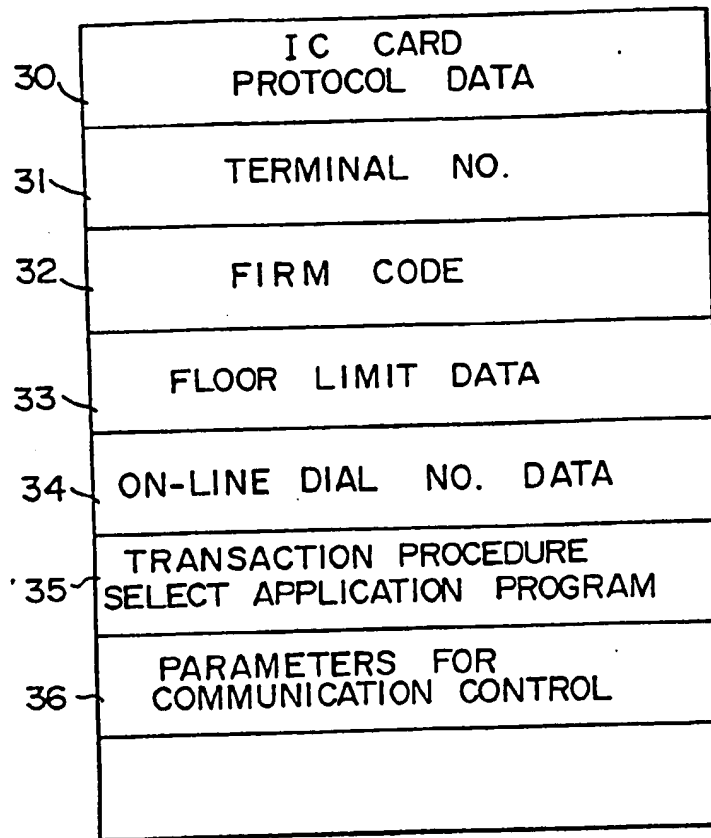 IC CARD
30 PROTOCOL DATA
31 TERMINAL NO.
32 FIRM CODE
33 FLOOR LIMIT DATA
34 ON-LINE DIAL NO. DATA
TRANSACTION PROCEDURE
35 SELECT APPLICATION PROGRAM
PARAMETERS FOR
36 COMMUNICATION CONTROL